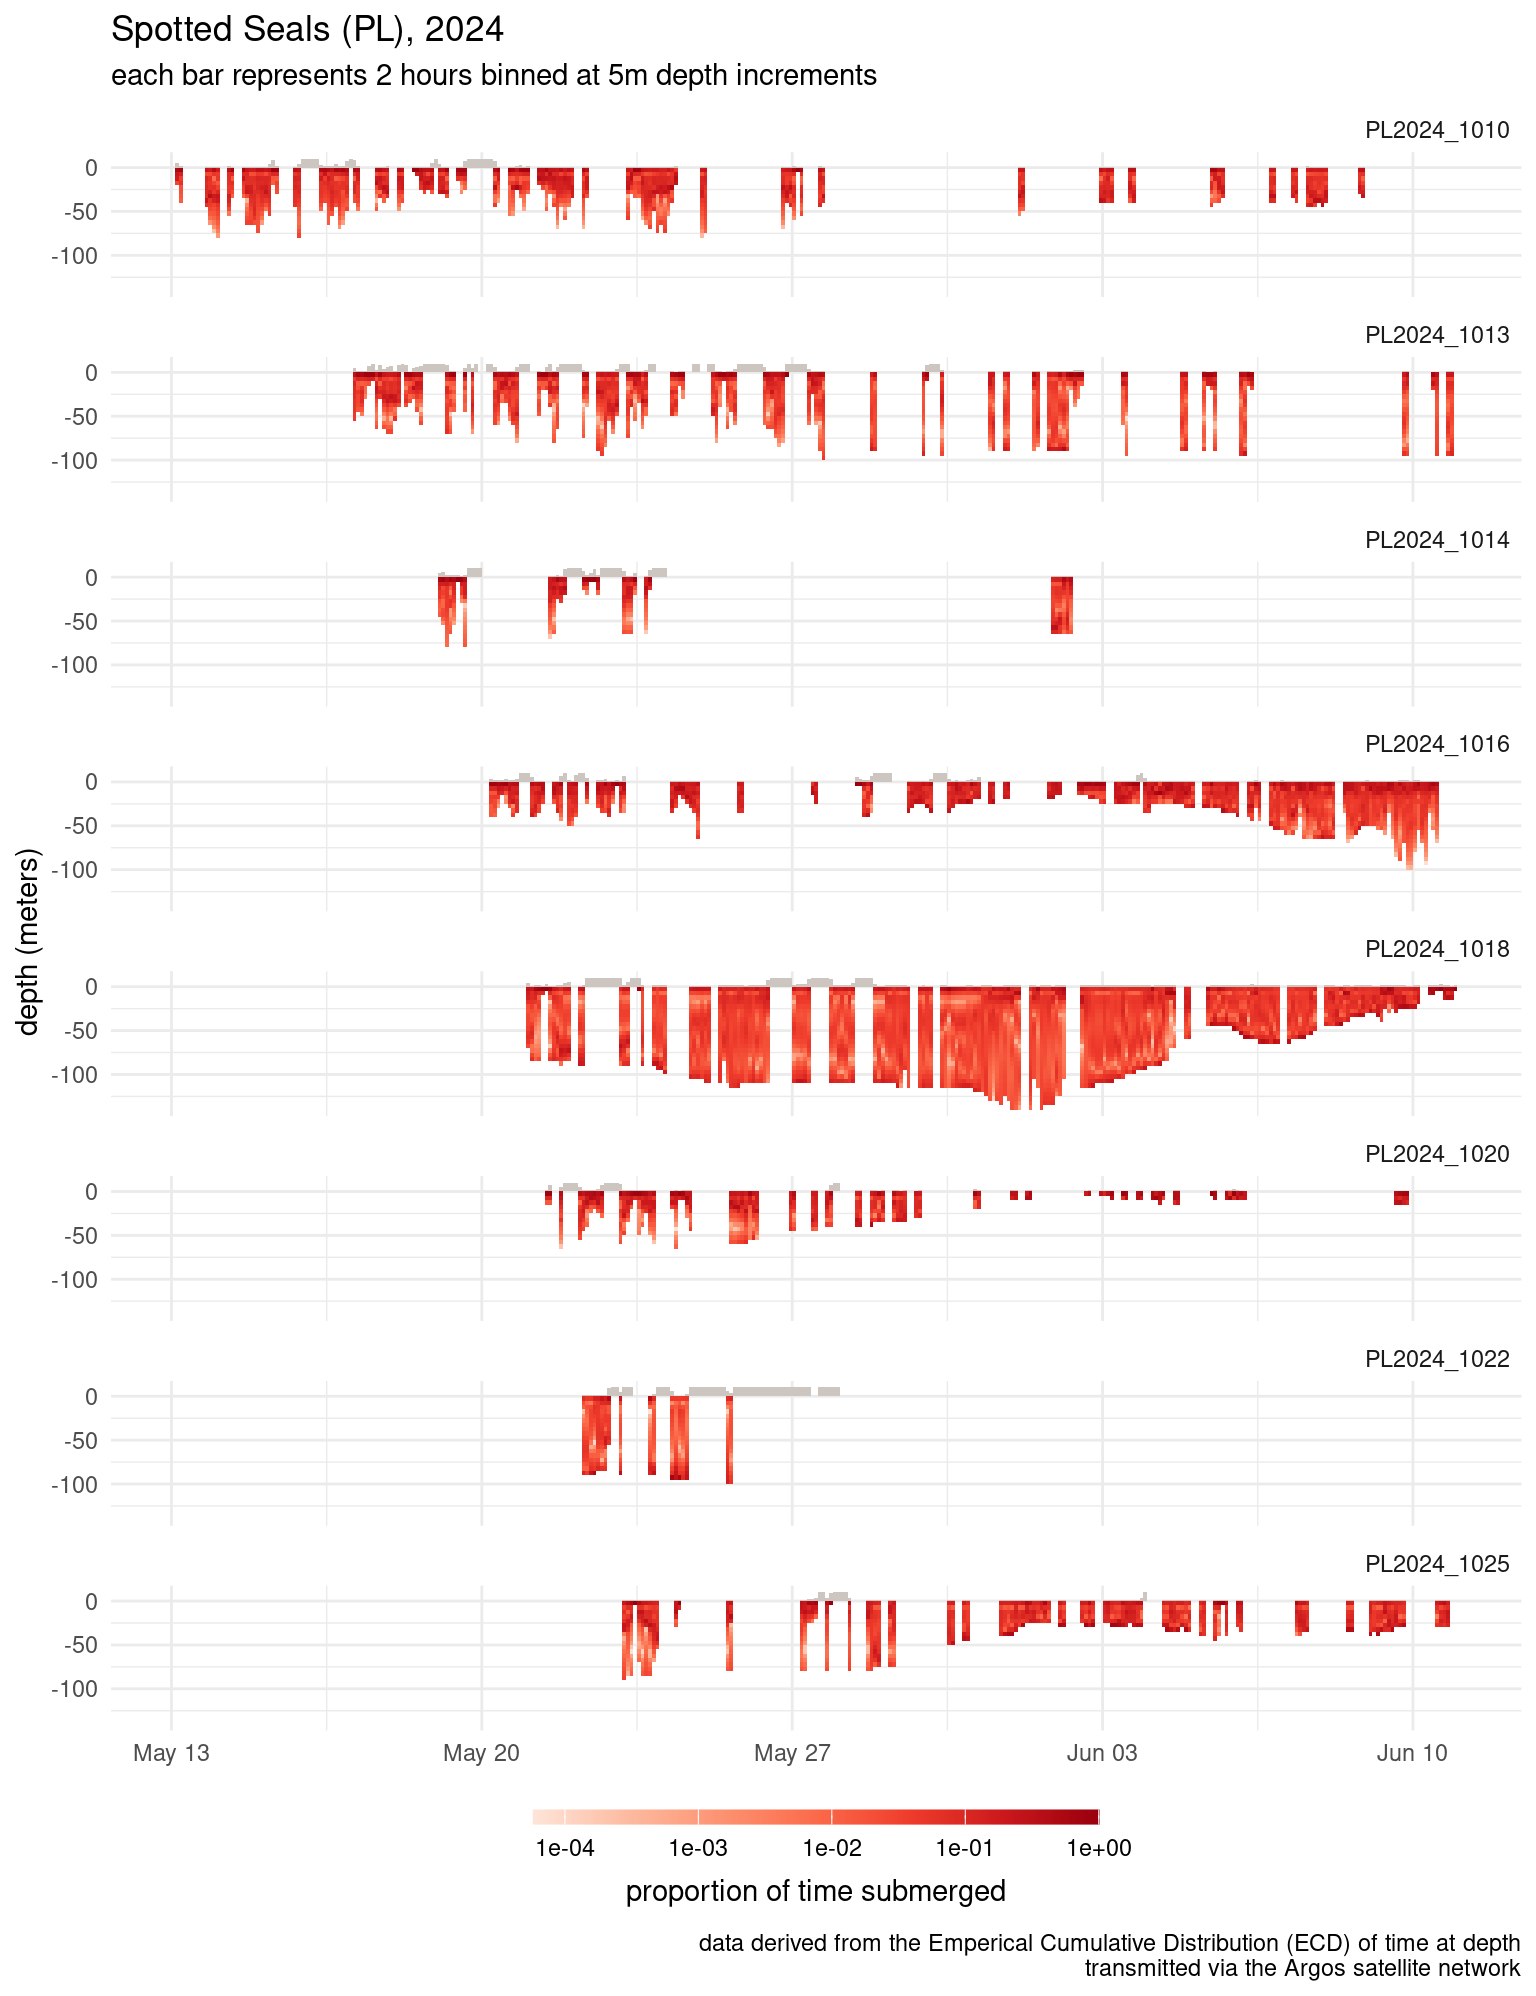 Spotted Seals (PL), 2024
each bar represents 2 hours binned at 5m depth increments
PL2024_1010
0
-50
-100
PL2024_1013
0
-50
-100
PL2024_1014
0
-50
-100
PL2024_1016
0
-50
-100
depth (meters)
PL2024_1018
0
-50
-100
PL2024_1020
0
-50
-100
PL2024_1022
0
-50
-100
PL2024_1025
0
-50
-100
May 13 May 20 May 27 Jun 03 Jun 10
1e-04 1e-03 1e-02 1e-01 1e+00
proportion of time submerged
data derived from the Emperical Cumulative Distribution (ECD) of time at depth
transmitted via the Argos satellite network